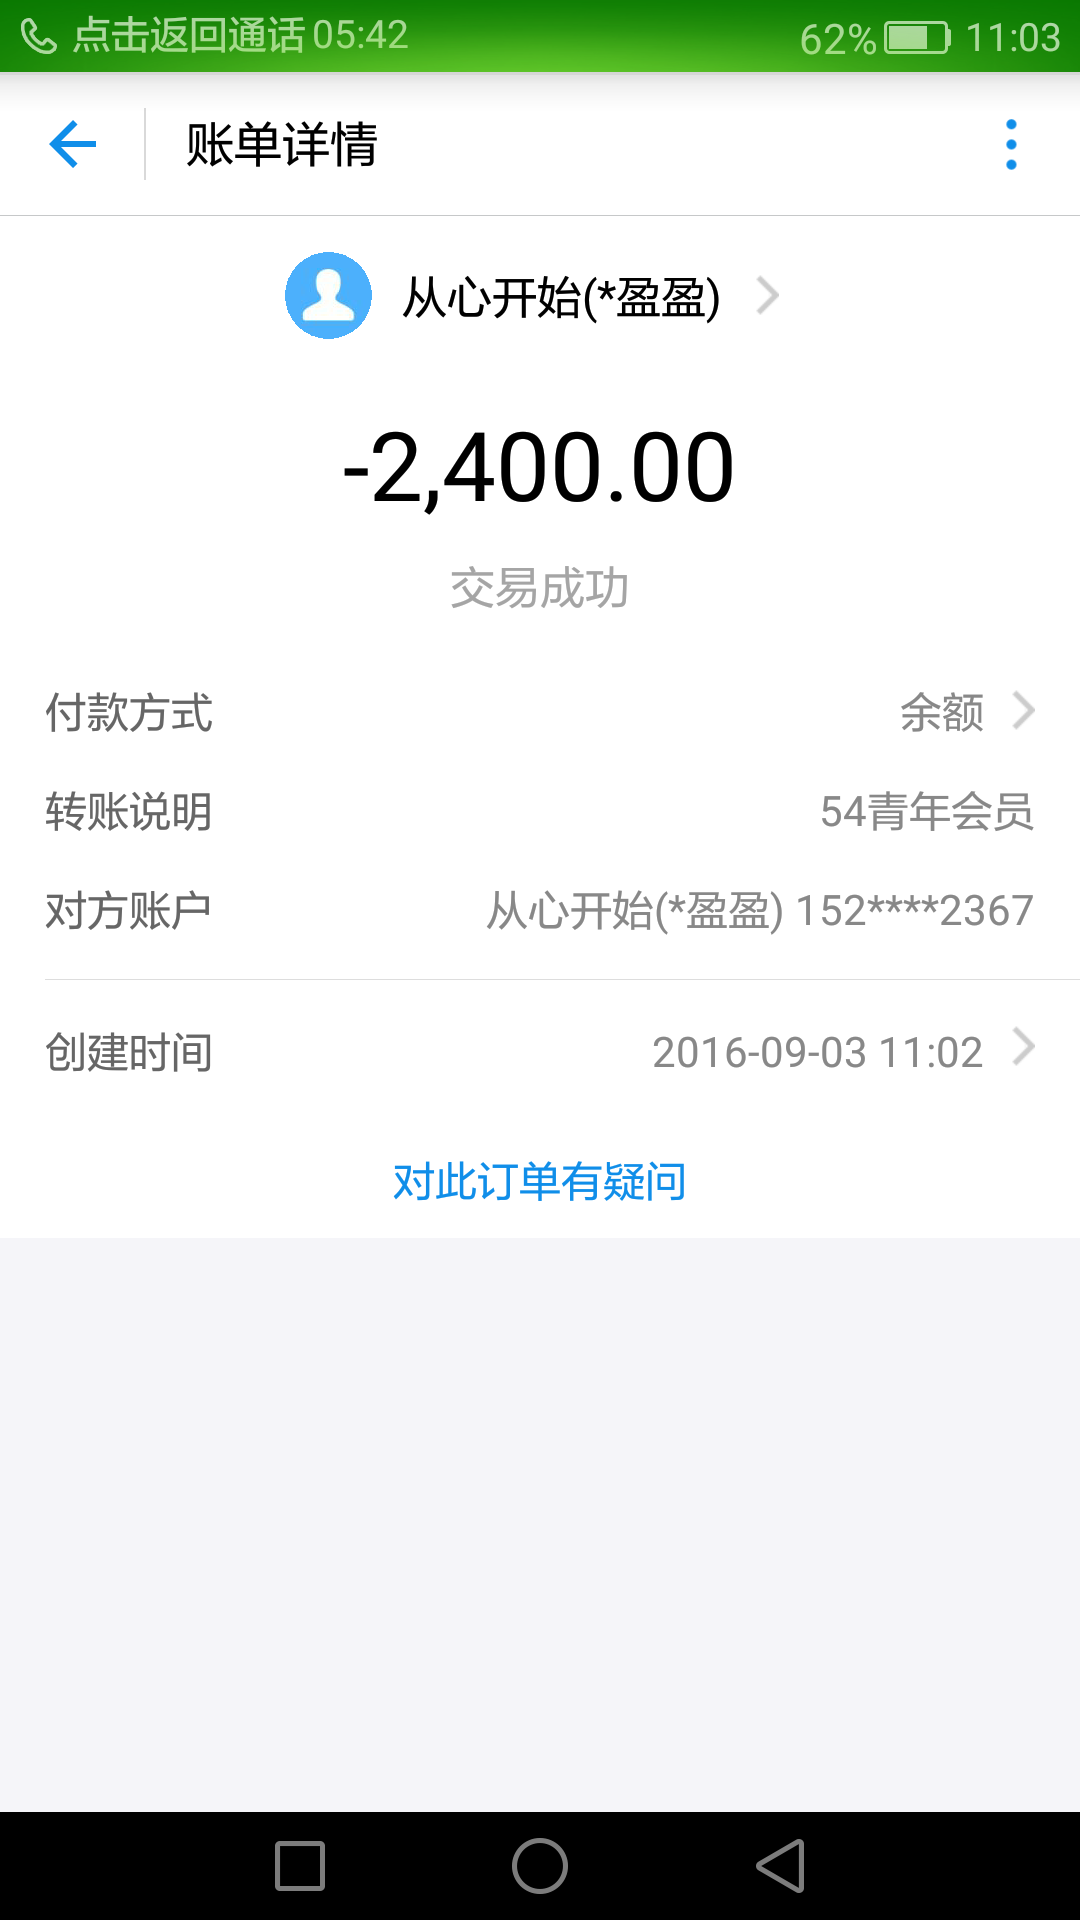 点击返回通话 05:42 62% 11:03
账单详情
从心开始(*盈盈)
-2,400.00
交易成功
付款方式 余额
转账说明 54青年会员
对方账户 从心开始(*盈盈) 152****2367
创建时间 2016-09-03 11:02
对此订单有疑问